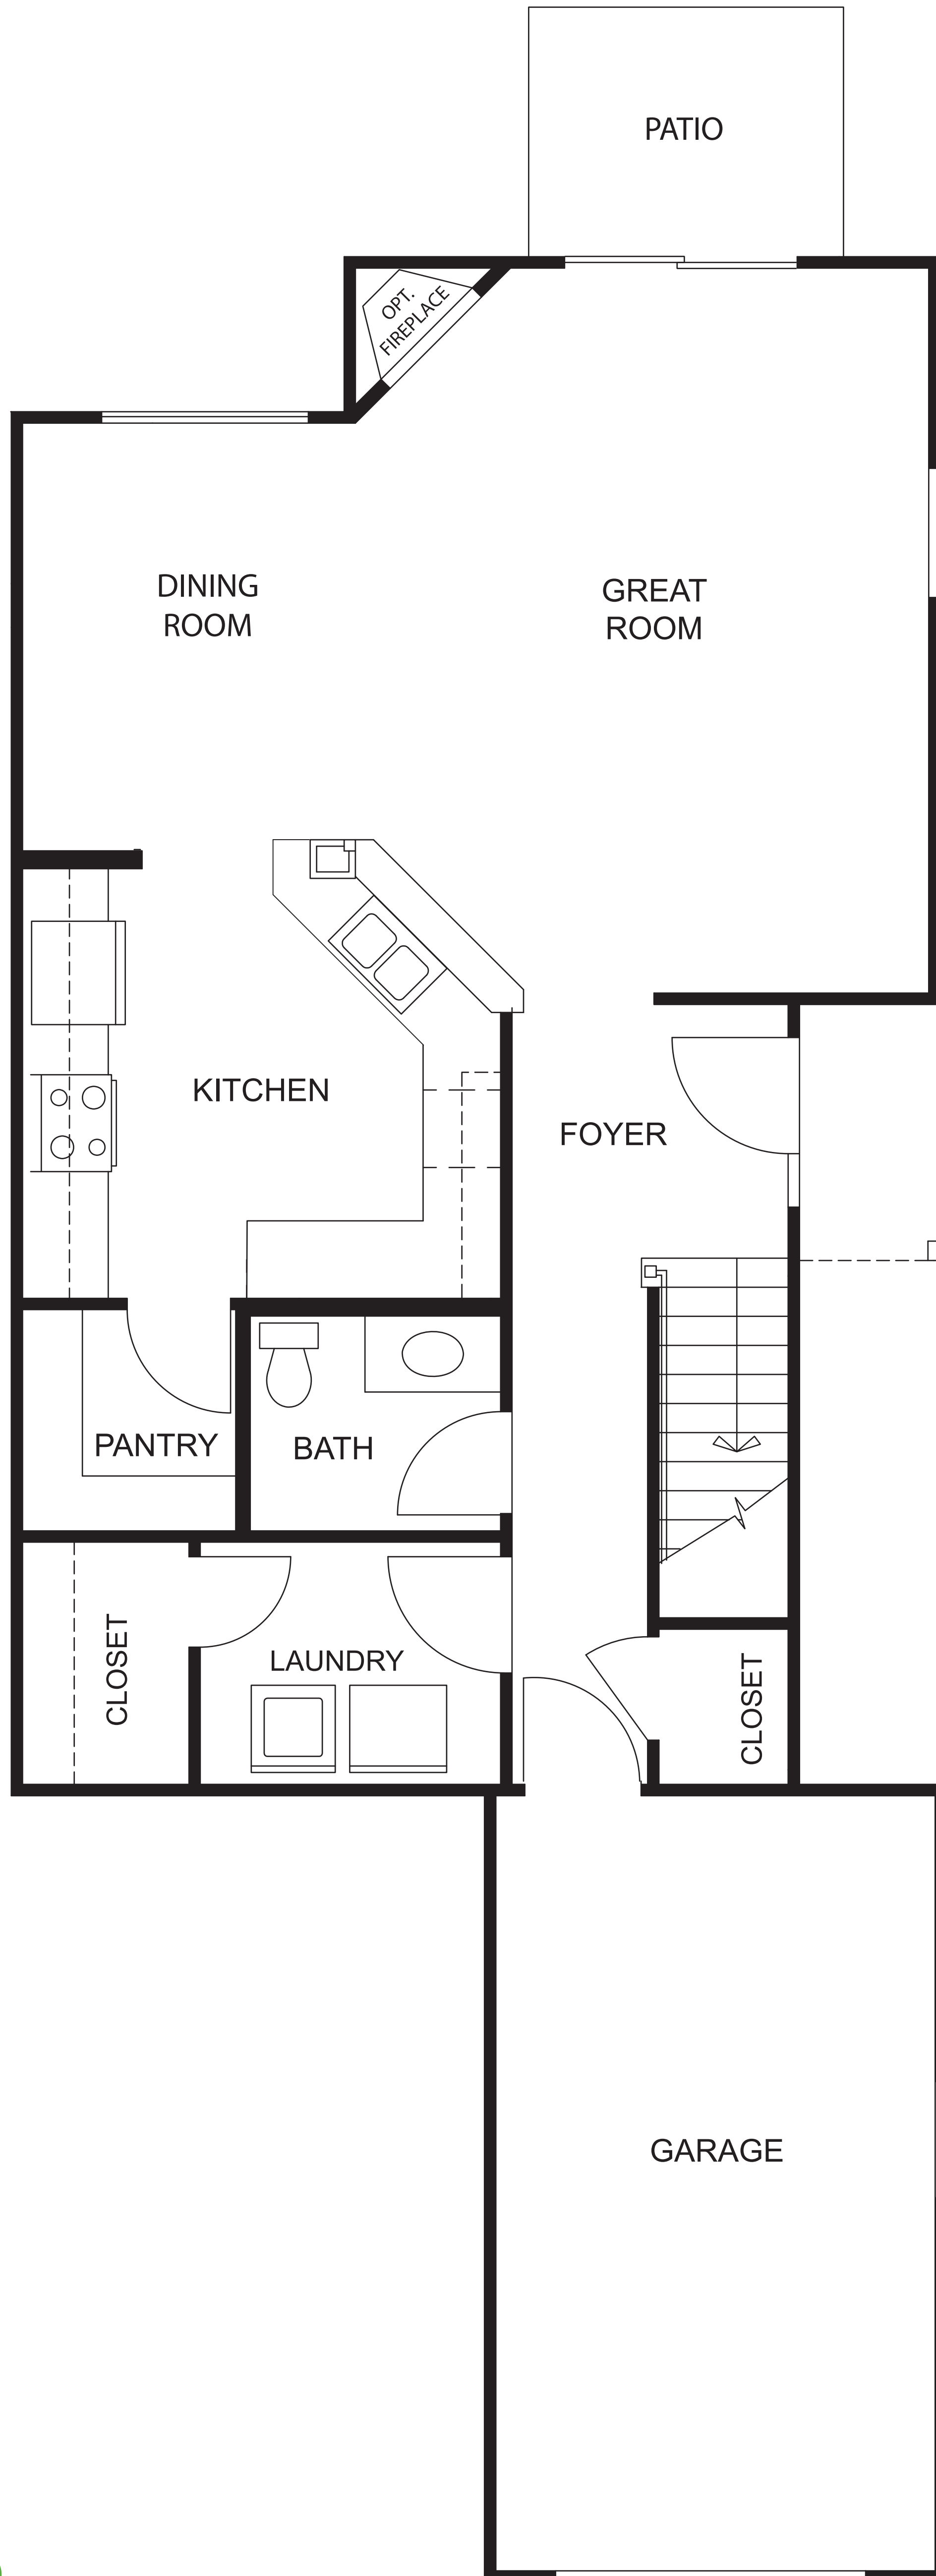 PATIO
OPT.
FIREPLACE
DINING
ROOM
GREAT
ROOM
KITCHEN
FOYER
PANTRY
BATH
CLOSET
LAUNDRY
CLOSET
GARAGE